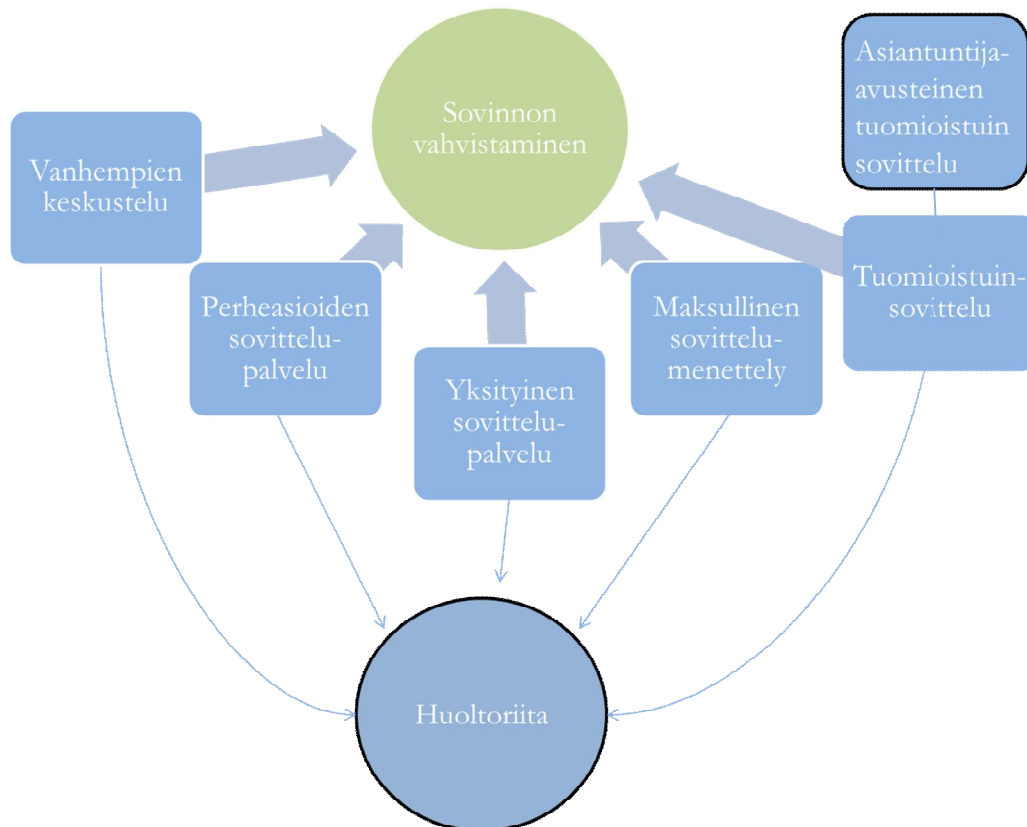 Sovinnon
vahvistaminen
Asiantuntija-
avusteinen
tuomioistuin
sovittelu
Vanhempien
keskustelu
Perheasioiden
sovittelu-
palvelu
Yksityinen
sovittelu-
palvelu
Maksullinen
sovittelu-
menettely
Tuomioistuin-
sovittelu
Huoltoriita